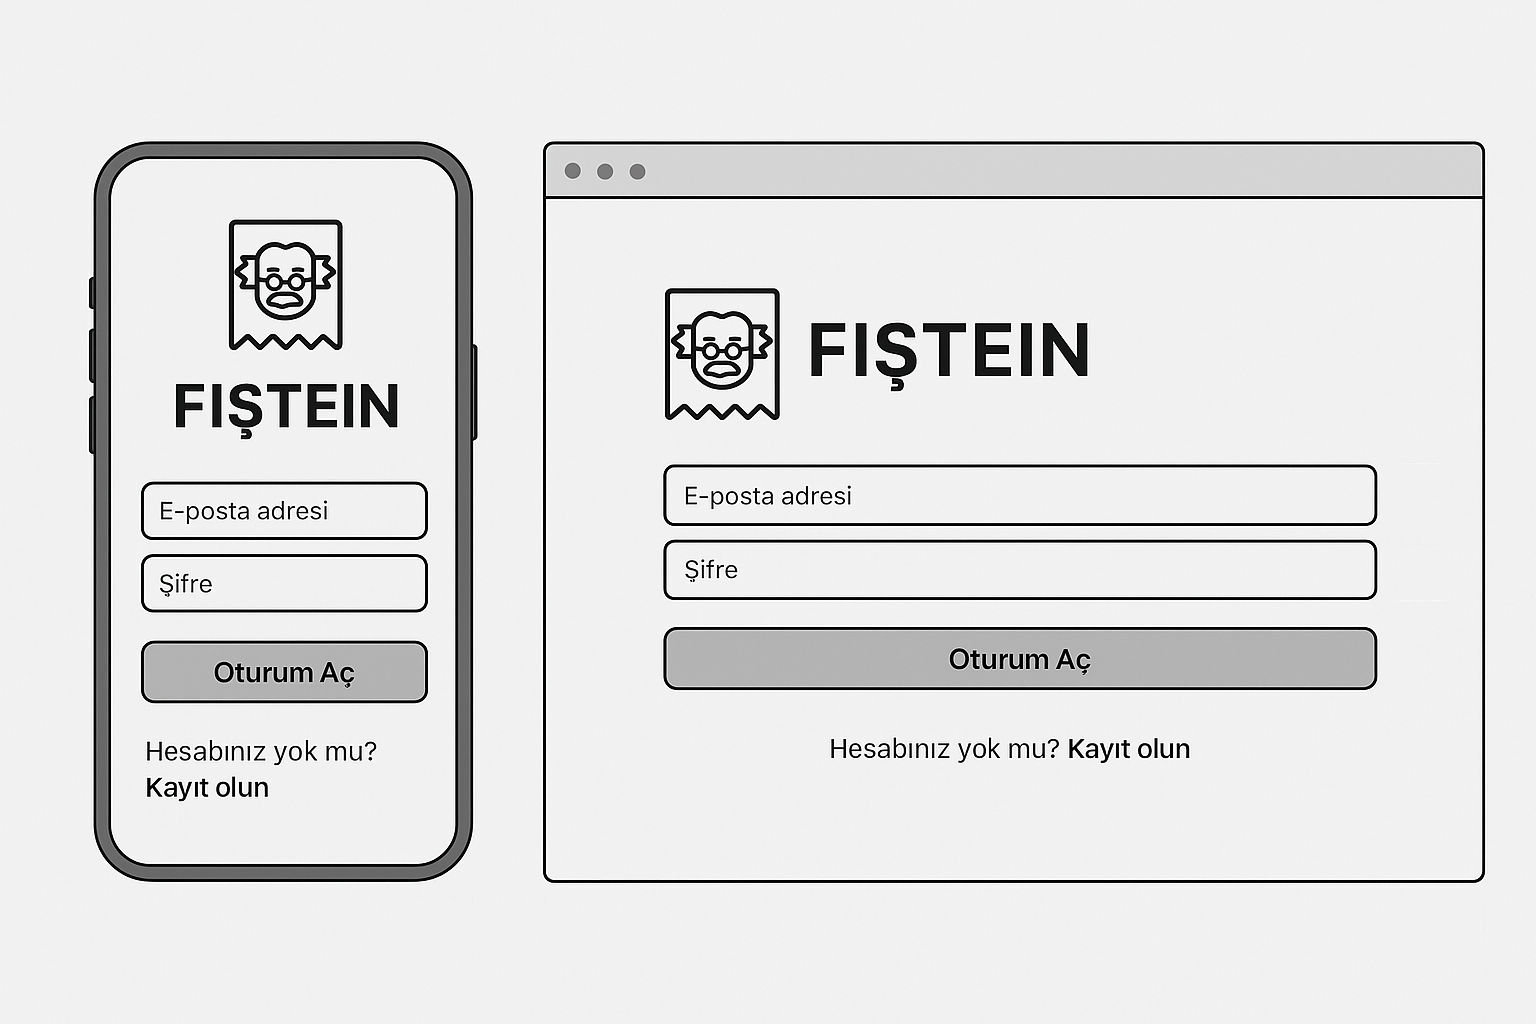 FIŞTEIN
E-posta adresi
Şifre
Oturum Aç
Hesabınız yok mu?
Kayıt olun
FIŞTEIN
E-posta adresi
Şifre
Oturum Aç
Hesabınız yok mu? Kayıt olun